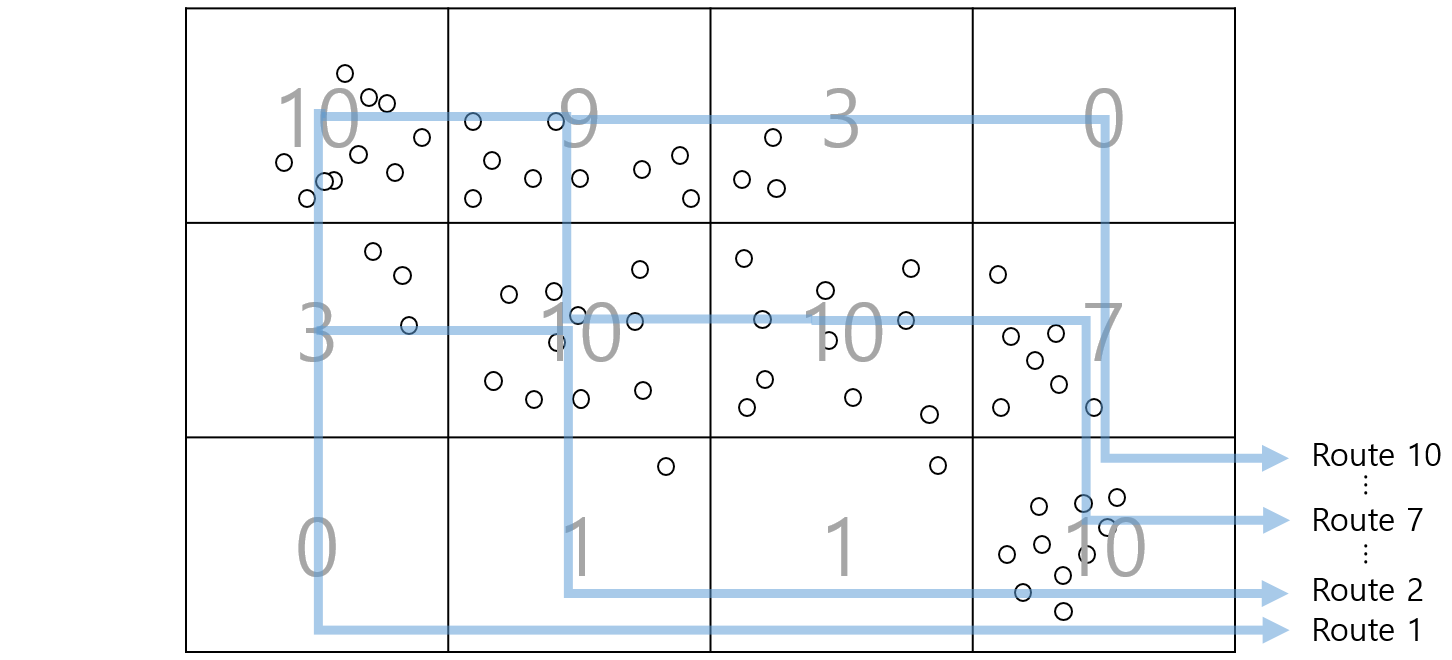 10 9 3 0
3 10 10 7
Route 10
⋮
Route 7
0 1 1 10
⋮
Route 2
Route 1